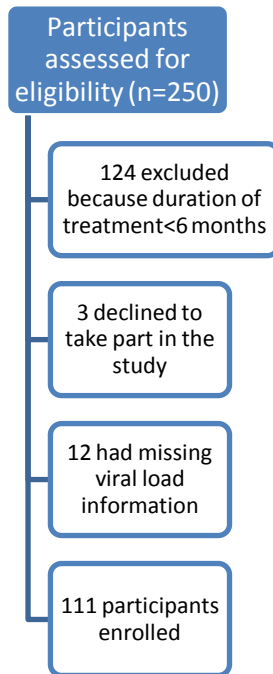 Participants
assessed for
eligibility (n=250)
124 excluded
because duration of
treatment<6 months
3 declined to
take part in the
study
12 had missing
viral load
information
111 participants
enrolled